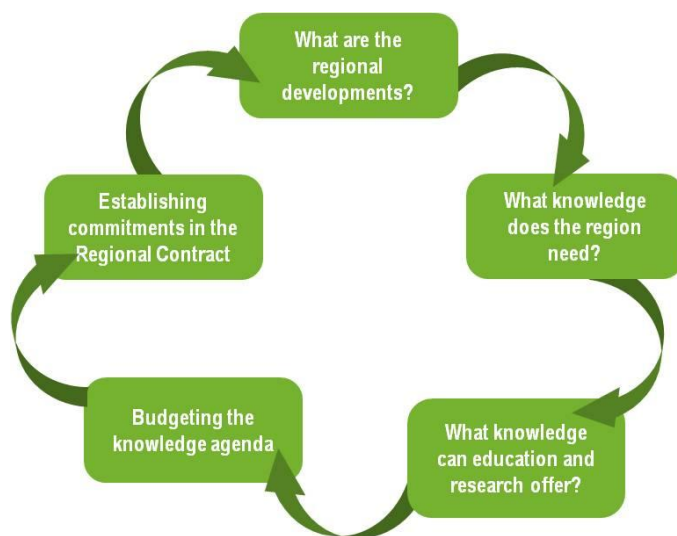 What are the
regional
developments?
What knowledge
does the region
need?
What knowledge
can education and
research offer?
Budgeting the
knowledge agenda
Establishing
commitments in the
Regional Contract